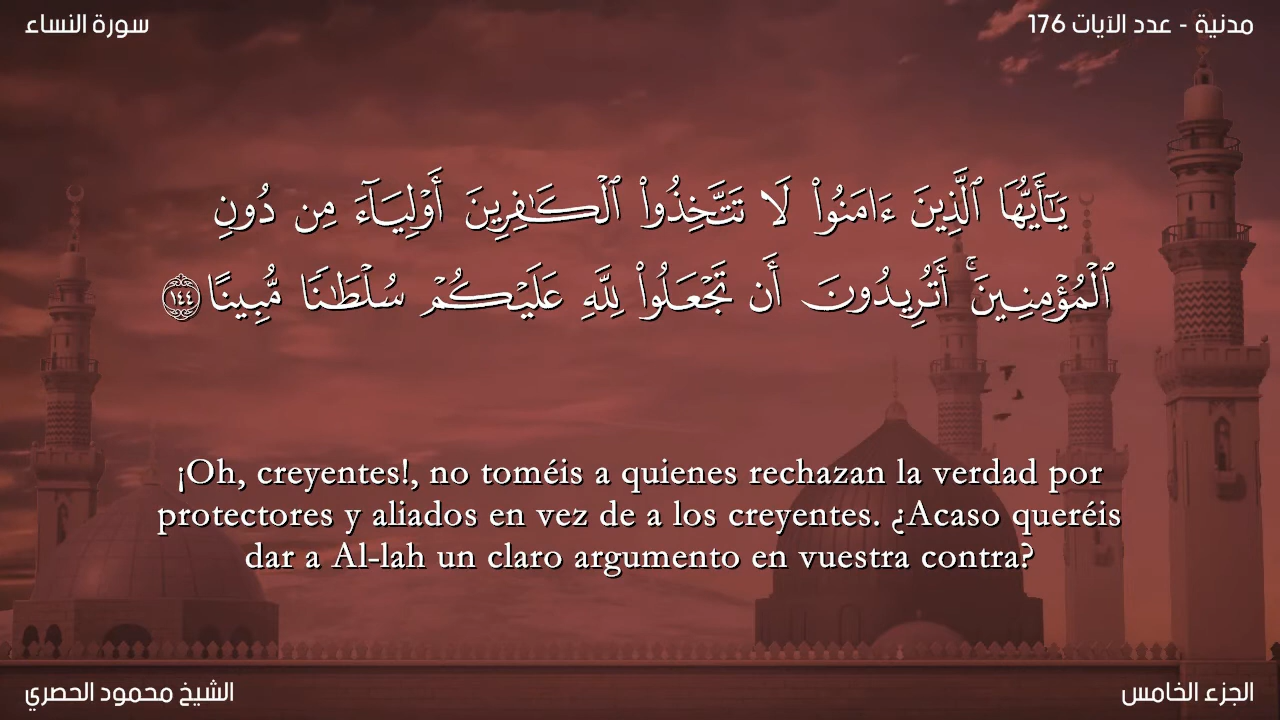 سورة النساء
مدنية - عدد الآيات 176
يَـٰٓأَيُّهَا ٱلَّذِينَ ءَامَنُوا۟ لَا تَتَّخِذُوا۟ ٱلْكَـٰفِرِينَ أَوْلِيَآءَ مِن دُونِ
ٱلْمُؤْمِنِينَ ۚ أَتُرِيدُونَ أَن تَجْعَلُوا۟ لِلَّهِ عَلَيْكُمْ سُلْطَـٰنًا مُّبِينًا ١٤٤
¡Oh, creyentes!, no toméis a quienes rechazan la verdad por
protectores y aliados en vez de a los creyentes. ¿Acaso queréis
dar a Al-lah un claro argumento en vuestra contra?
الشيخ محمود الحصري
الجزء الخامس